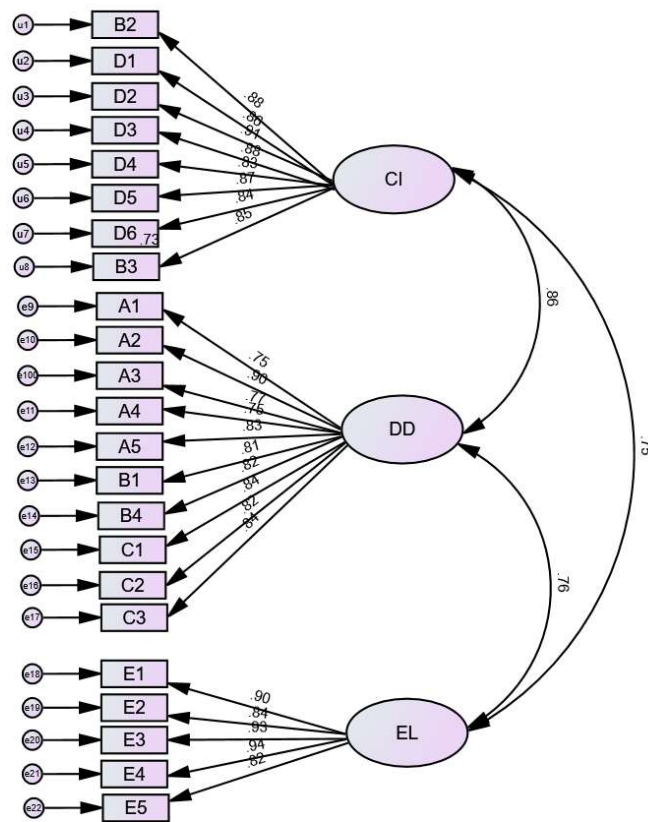 u1 B2
u2 D1
u3 D2
u4 D3
u5 D4
u6 D5
u7 D6 .73
u8 B3
.88
.91
.88
.83
.87
.84
.85
CI
e9 A1
e10 A2
e100 A3
e11 A4
e12 A5
e13 B1
e14 B4
e15 C1
e16 C2
e17 C3
.75
.90
.77
.75
.83
.81
.82
.84
.82
.84
DD
.86
.75
.76
e18 E1
e19 E2
e20 E3
e21 E4
e22 E5
.90
.84
.93
.94
.82
EL